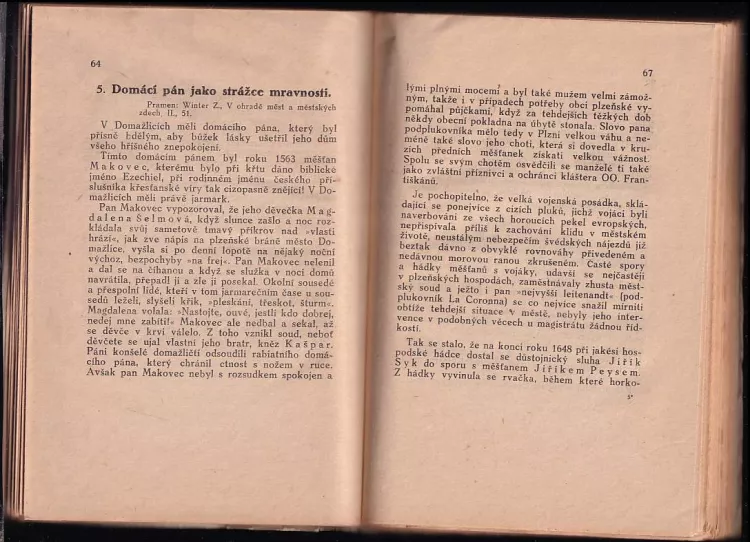 64
5. Domácí pán jako strážce mravnosti.
Pramen: Winter Z., V ohradě měst a městských
zdech. II., 51.
V Domažlicích měli domácího pána, který byl
přísně bdělým, aby bůžek lásky ušetřil jeho dům
všeho hříšného znepokojení.
Tímto domácím pánem byl roku 1563 měšťan
Makovec, kterému bylo při křtu dáno biblické
jméno Ezechiel, při rodinném jménu českého pří-
slušníka křesťanské víry tak cizopasně znějící! V Do-
mažlicích měli právě jarmark.
Pan Makovec vypozoroval, že jeho děvečka Mag-
dalena Šelmová, když slunce zašlo a noc roz-
kládala svůj sametově tmavý příkrov nad »vlasti
hrází«, jak zve nápis na plzeňské bráně město Do-
mažlice, vyšla si po denní lopotě na nějaký noční
výchoz, bezpochyby »na frej«. Pan Makovec nelenil
a dal se na číhanou a když se služka v noci domů
navrátila, přepadl ji a zle ji posekal. Okolní sousedé
a přespolní lidé, kteří v tom jarmarečním čase u sou-
sedů leželi, slyšeli křik, »pleskání, třeskot, šturm«.
Magdalena volala: »Nastojte, ouvé, jestli kdo dobrej,
nedej mne zabíti!« Makovec ale nedbal a sekal, až
se děvče v krvi válelo. Z toho vznikl soud, neboť
děvčete se ujal vlastní jeho bratr, kněz Kašpar.
Páni konšelé domažličtí odsoudili rabiatního domá-
cího pána, který chránil ctnost s nožem v ruce.
Avšak pan Makovec nebyl s rozsudkem spokojen a
67
lými plnými mocemi a byl také mužem velmi zámož-
ným, takže i v případech potřeby obci plzeňské vy-
pomáhal půjčkami, když za tehdejších těžkých dob
někdy obecní pokladna na úbytě stonala. Slovo pana
podplukovníka mělo tedy v Plzni velkou váhu a ne-
méně také slovo jeho choti, která si dovedla v kru-
zích předních měšťanek získati velkou vážnost.
Spolu se svým chotěm osvědčili se manželé ti také
jako zvláštní příznivci a ochránci kláštera OO. Fran-
tiškánů.
Je pochopitelno, že velká vojenská posádka, sklá-
dající se ponejvíce z cizích pluků, jichž vojáci byli
naverbováni ze všech horoucích pekel evropských,
nepřispívala příliš k zachování klidu v městském
životě, neustálým nebezpečím švédských nájezdů již
beztak dávno z obvyklé rovnováhy přivedeném a
nedávnou morovou ranou zkrušeném. Časté spory
a hádky měšťanů s vojáky, udavší se nejčastěji
v plzeňských hospodách, zaměstnávaly zhusta měst-
ský soud a ježto i pan »nejvyšší leitenandt« (pod-
plukovník La Coronna) se co nejvíce snažil mírniti
obtíže tehdejší situace v městě, nebyly jeho inter-
vence v podobných věcech u magistrátu žádnou říd-
kostí.
Tak se stalo, že na konci roku 1648 při jakési hos-
podské hádce dostal se důstojnický sluha Jiřík
Syk do sporu s měšťanem Jiříkem Peysem.
Z hádky vyvinula se rvačka, během které horko-
5*